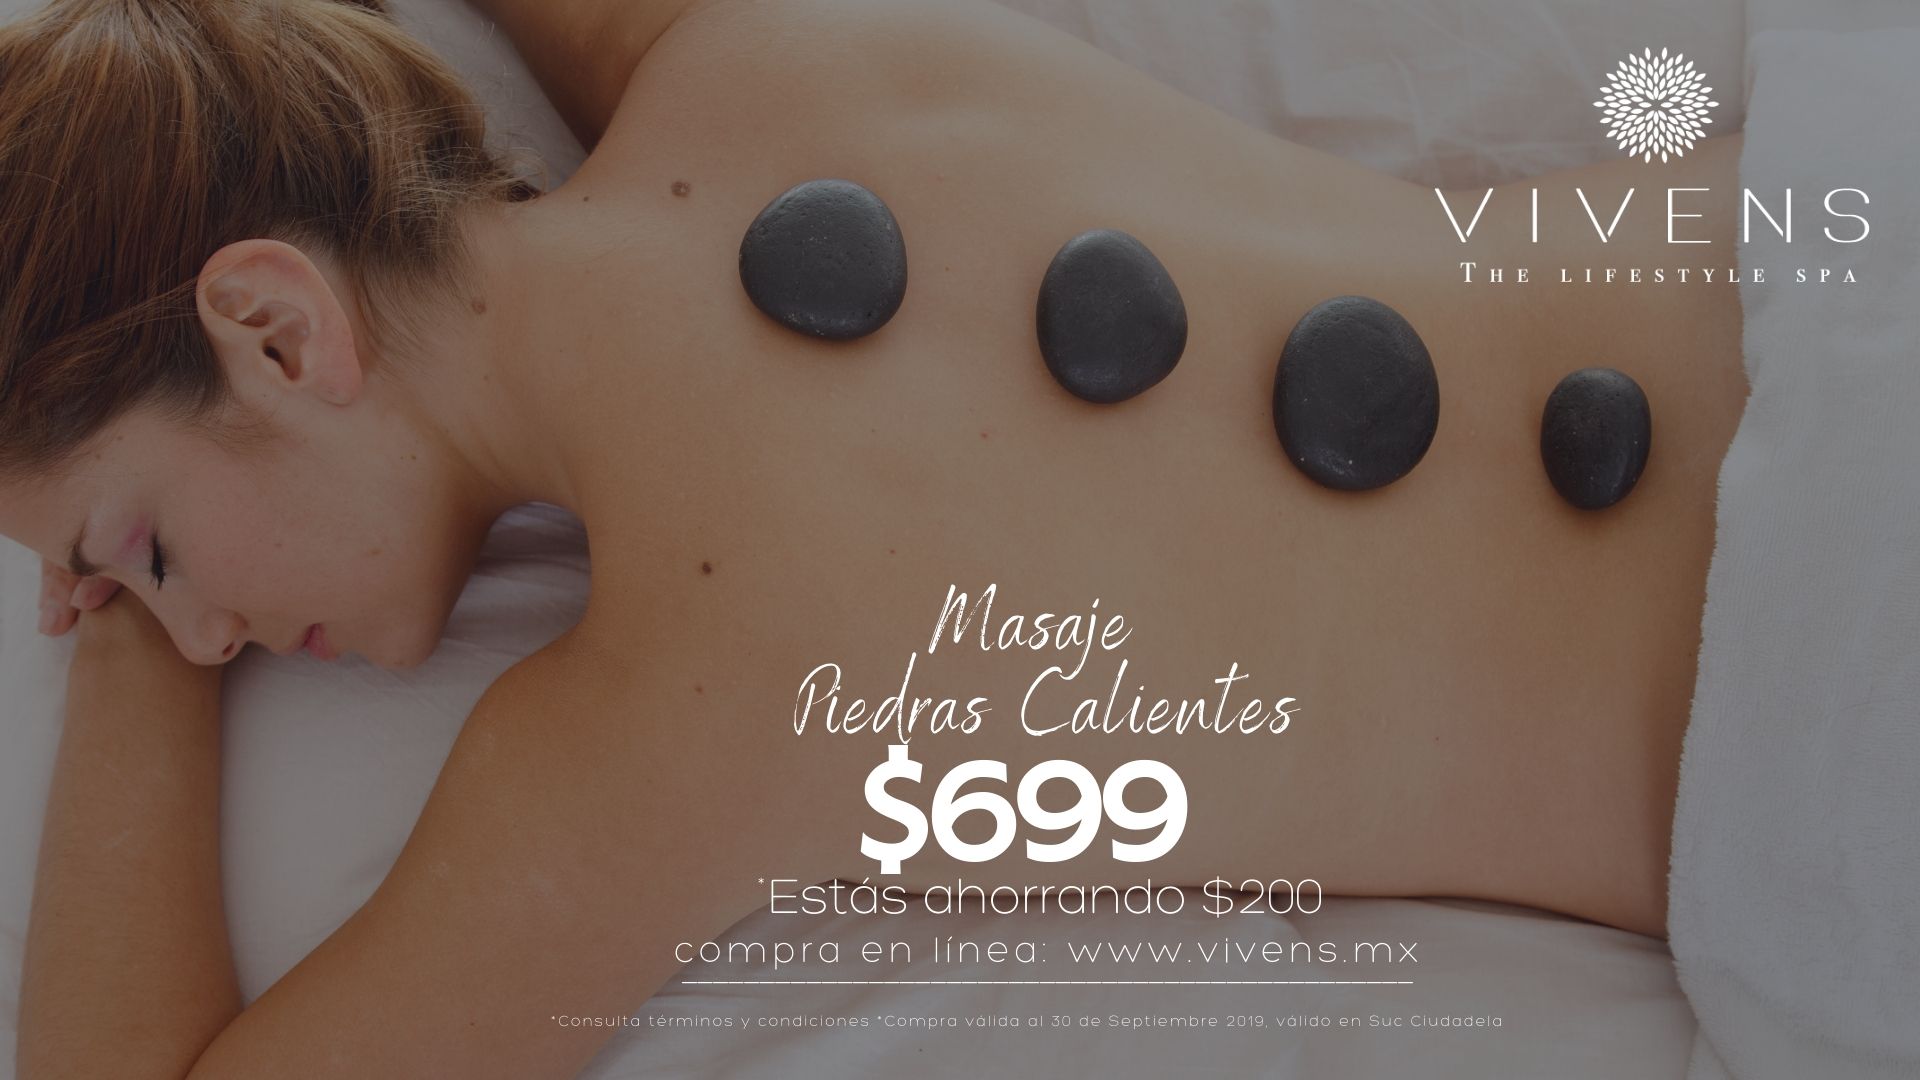 VIVENS
THE LIFESTYLE SPA
Masaje
Piedras Calientes
$699
*Estás ahorrando $200
compra en línea: www.vivens.mx
*Consulta términos y condiciones *Compra válida al 30 de Septiembre 2019, válido en Suc Ciudadela